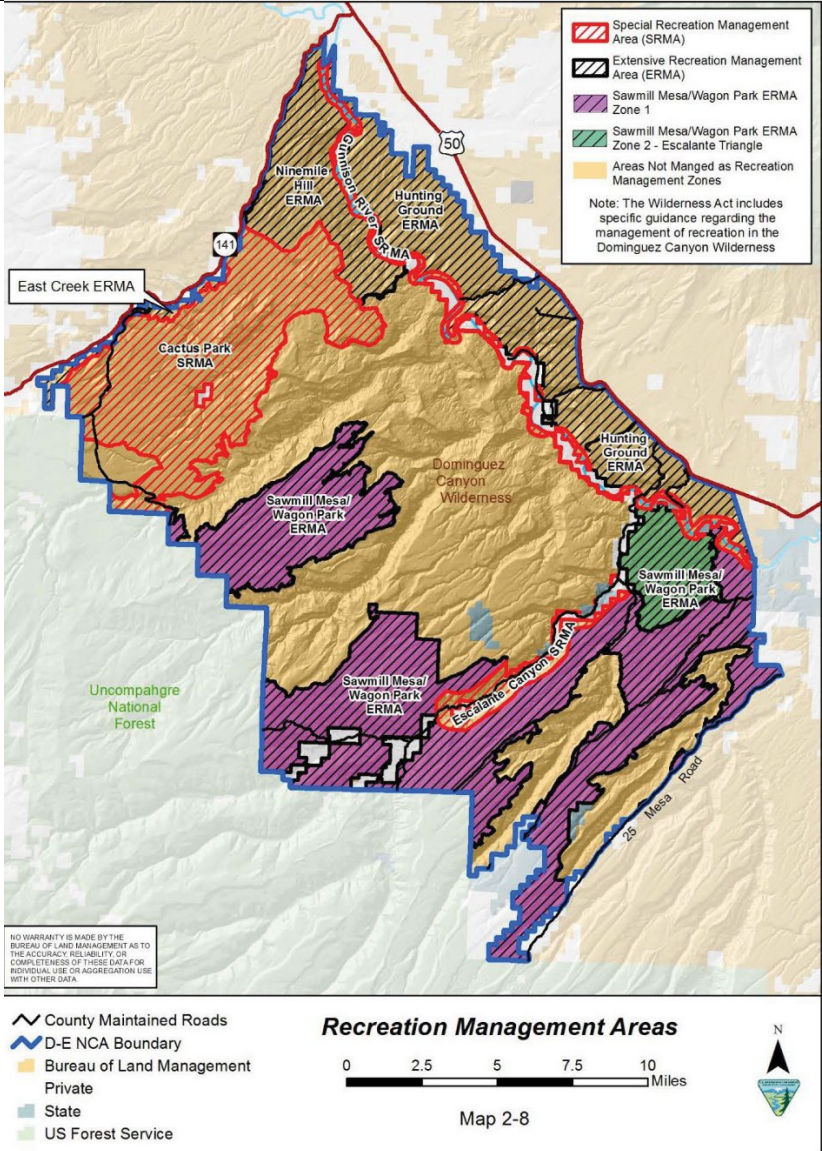 Special Recreation Management
Area (SRMA)
Extensive Recreation Management
Area (ERMA)
Sawmill Mesa/Wagon Park ERMA
Zone 1
Sawmill Mesa/Wagon Park ERMA
Zone 2 - Escalante Triangle
Areas Not Manged as Recreation
Management Zones
Note: The Wilderness Act includes
specific guidance regarding the
management of recreation in the
Dominguez Canyon Wilderness
50
Ninemile
Hill
ERMA
Gunnison River SRMA
Hunting
Ground
ERMA
141
East Creek ERMA
Cactus Park
SRMA
Dominguez
Canyon
Wilderness
Hunting
Ground
ERMA
Sawmill Mesa/
Wagon Park
ERMA
Sawmill Mesa/
Wagon Park
ERMA
Sawmill Mesa/
Wagon Park
ERMA
Escalante Canyon SRMA
Uncompahgre
National
Forest
25 Mesa Road
NO WARRANTY IS MADE BY THE
BUREAU OF LAND MANAGEMENT AS TO
THE ACCURACY, RELIABILITY, OR
COMPLETENESS OF THESE DATA FOR
INDIVIDUAL USE OR AGGREGATION USE
WITH OTHER DATA
County Maintained Roads
D-E NCA Boundary
Bureau of Land Management
Private
State
US Forest Service
Recreation Management Areas
0 2.5 5 7.5 10
Miles
Map 2-8
N